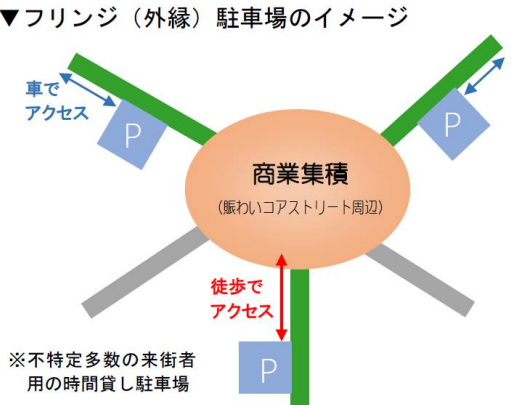 ▼フリンジ（外縁）駐車場のイメージ
車で
アクセス
P
P
商業集積
（賑わいコアストリート周辺）
徒歩で
アクセス
P
※不特定多数の来街者
用の時間貸し駐車場